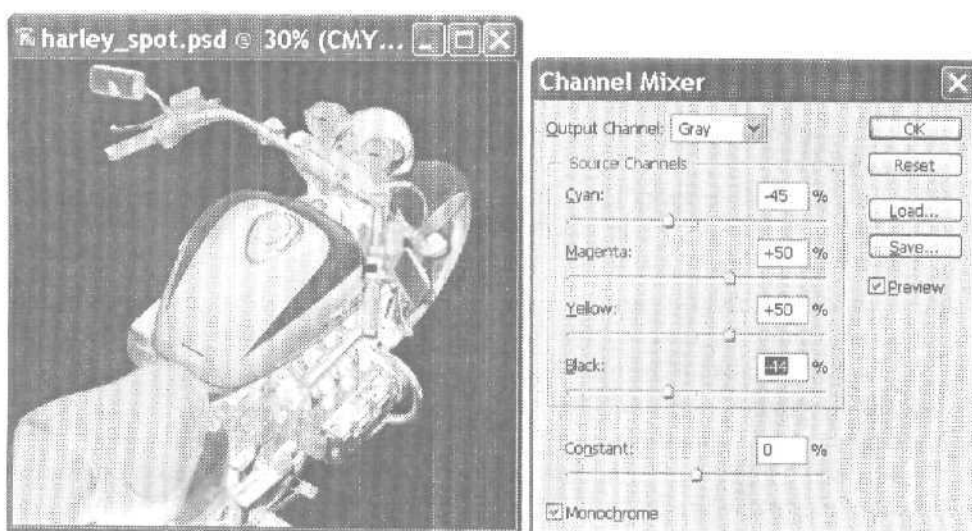 harley_spot.psd @ 30% (CMY...
Channel Mixer
Output Channel: Gray
OK
Source Channels
Reset
Cyan: -45 %
Load...
Magenta: +50 %
Save...
Preview
Yellow: +50 %
Black: -44 %
Constant: 0 %
Monochrome